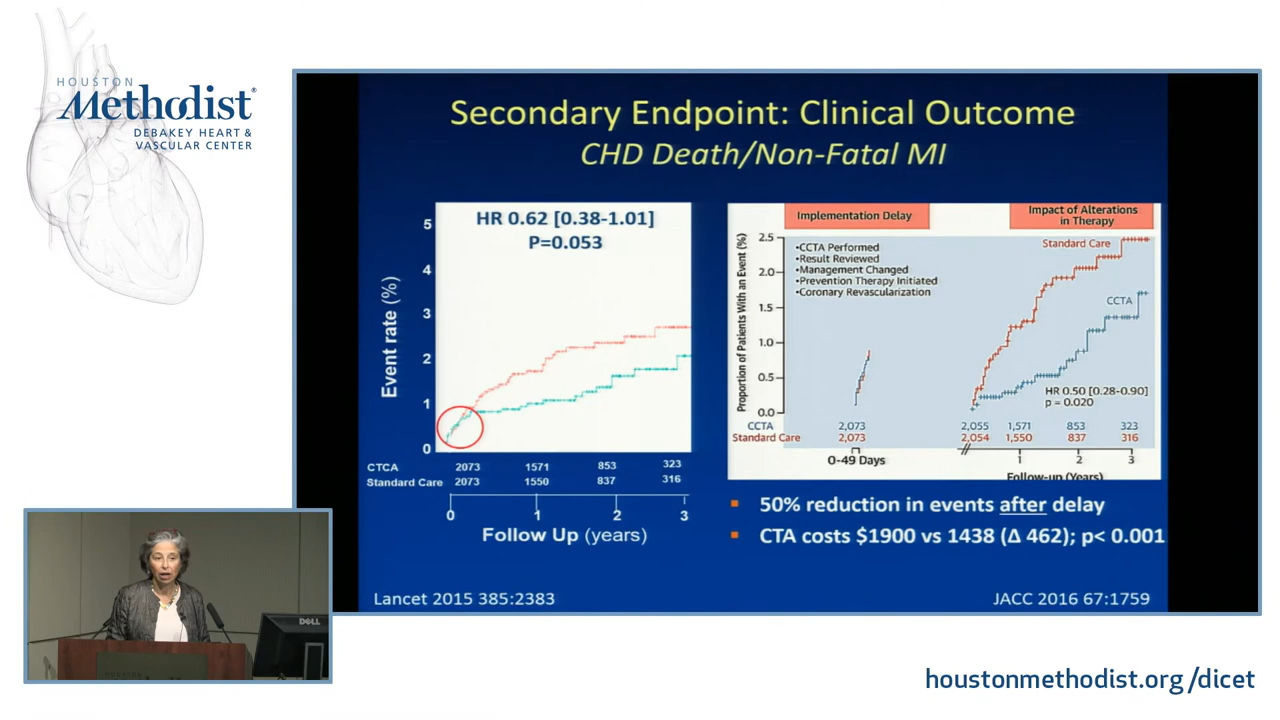 HOUSTON
Methodist®
DEBAKEY HEART &
VASCULAR CENTER
Secondary Endpoint: Clinical Outcome
CHD Death/Non-Fatal MI
HR 0.62 [0.38-1.01]
P=0.053
Event rate (%)
5
4
3
2
1
0
CTCA 2073 1571 853 323
Standard Care 2073 1550 837 316
0 1 2 3
Follow Up (years)
Implementation Delay
Impact of Alterations
in Therapy
Proportion of Patients With an Event (%)
2.5
2.0
1.5
1.0
0.5
0.0
•CCTA Performed
•Result Reviewed
•Management Changed
•Prevention Therapy Initiated
•Coronary Revascularization
Standard Care
CCTA
HR 0.50 [0.28-0.90]
p = 0.020
CCTA 2,073 2,055 1,571 853 323
Standard Care 2,073 2,054 1,550 837 316
0-49 Days
1 2 3
Follow-up (Years)
50% reduction in events after delay
CTA costs $1900 vs 1438 (Δ 462); p< 0.001
Lancet 2015 385:2383
JACC 2016 67:1759
DELL
houstonmethodist.org/dicet